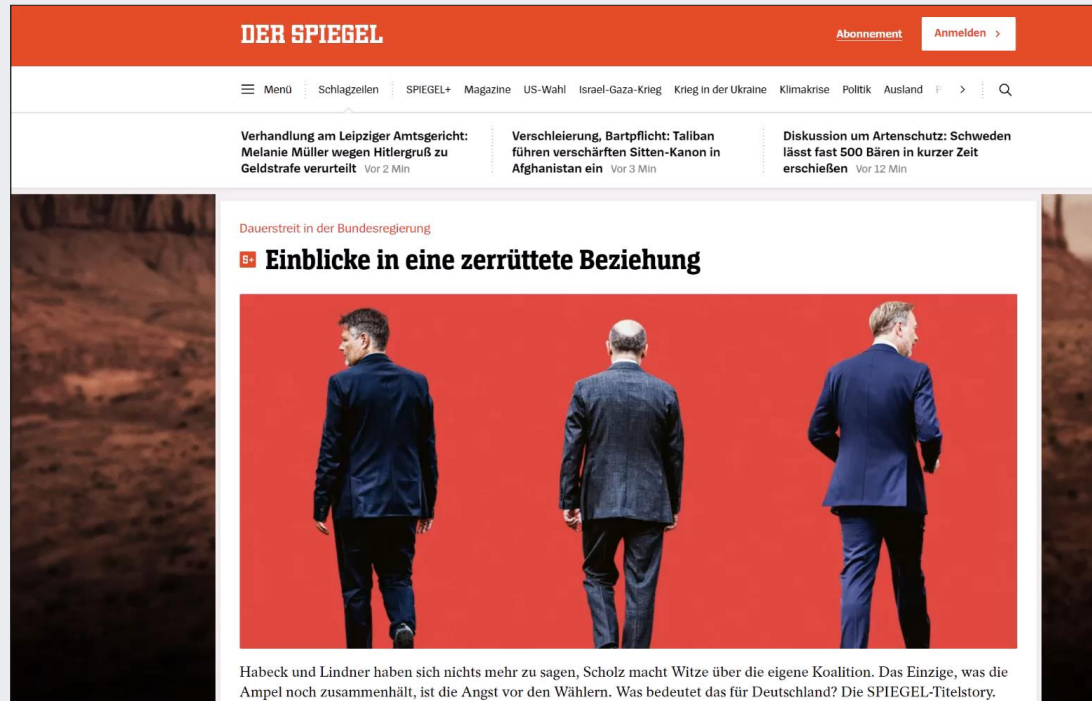 DER SPIEGEL
Abonnement
Anmelden >
Menü
Schlagzeilen
SPIEGEL+
Magazine
US-Wahl
Israel-Gaza-Krieg
Krieg in der Ukraine
Klimakrise
Politik
Ausland
Verhandlung am Leipziger Amtsgericht:
Melanie Müller wegen Hitlergruß zu
Geldstrafe verurteilt Vor 2 Min
Verschleierung, Bartpflicht: Taliban
führen verschärften Sitten-Kanon in
Afghanistan ein Vor 3 Min
Diskussion um Artenschutz: Schweden
lässt fast 500 Bären in kurzer Zeit
erschießen Vor 12 Min
Dauerstreit in der Bundesregierung
S+ Einblicke in eine zerrüttete Beziehung
Habeck und Lindner haben sich nichts mehr zu sagen, Scholz macht Witze über die eigene Koalition. Das Einzige, was die
Ampel noch zusammenhält, ist die Angst vor den Wählern. Was bedeutet das für Deutschland? Die SPIEGEL-Titelstory.